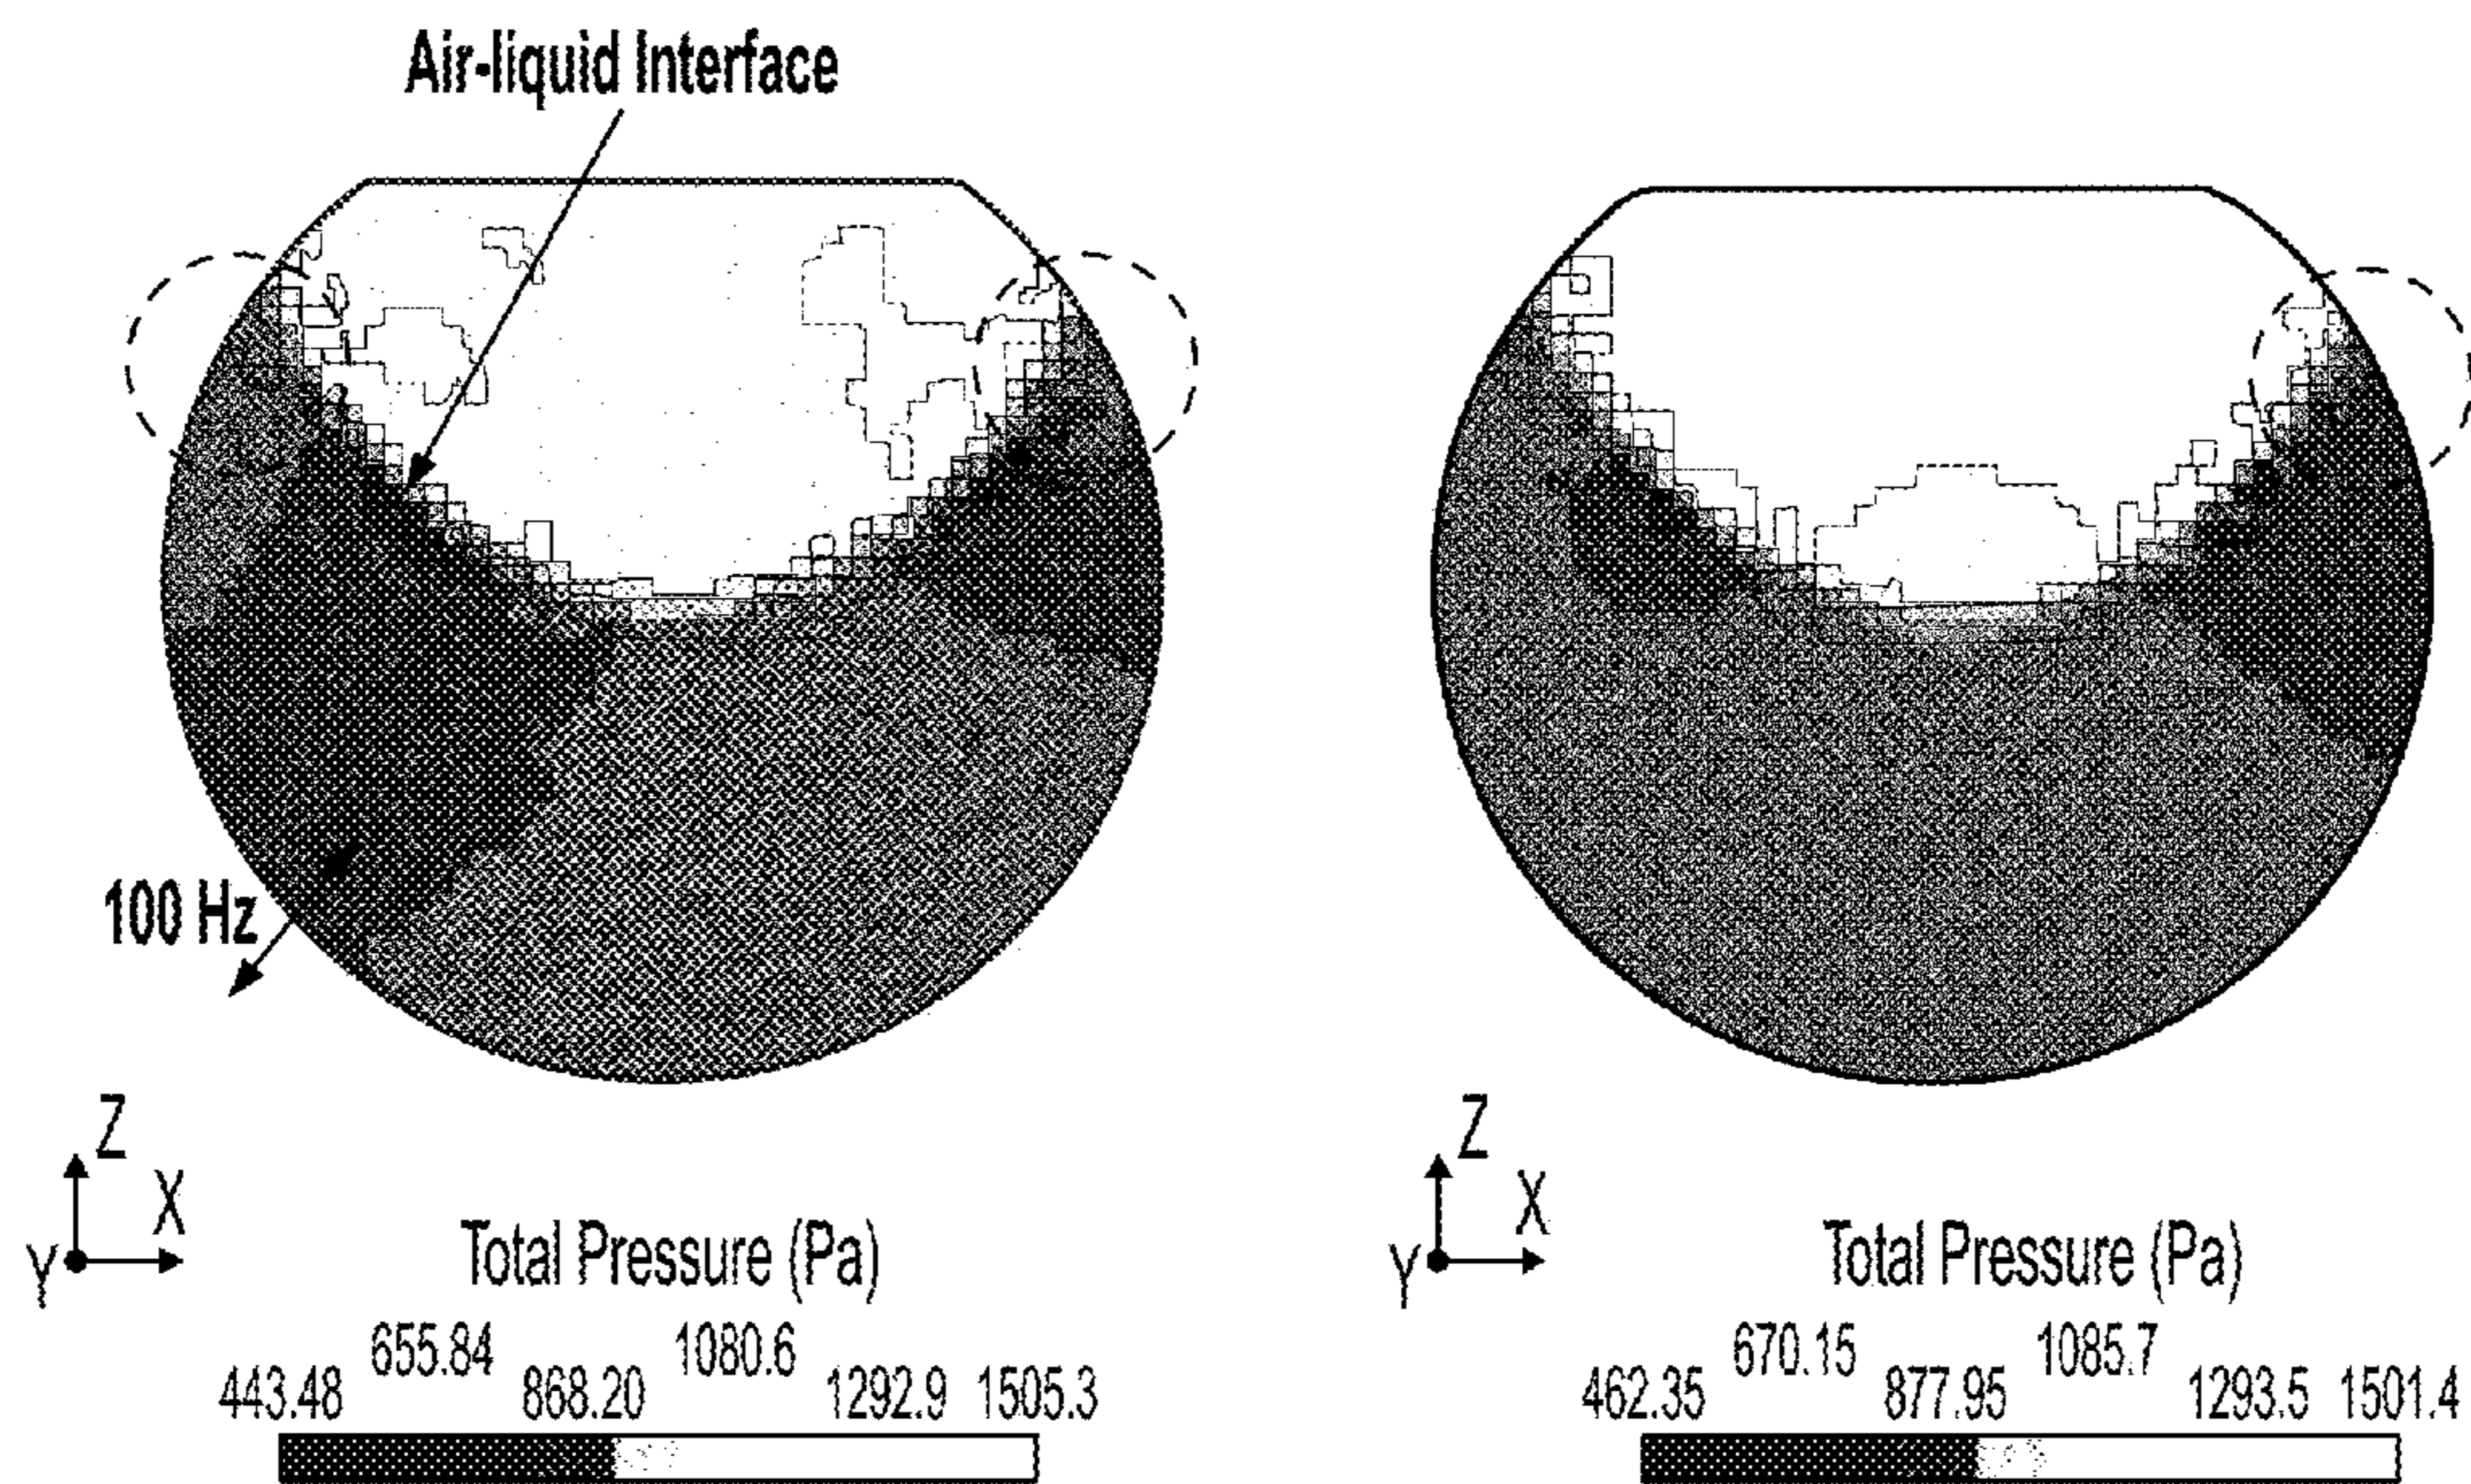 Air-liquid Interface
100 Hz
Z
X
Y
Total Pressure (Pa)
655.84 1080.6
443.48 868.20 1292.9 1505.3
Z
X
Y
Total Pressure (Pa)
670.15 1085.7
462.35 877.95 1293.5 1501.4